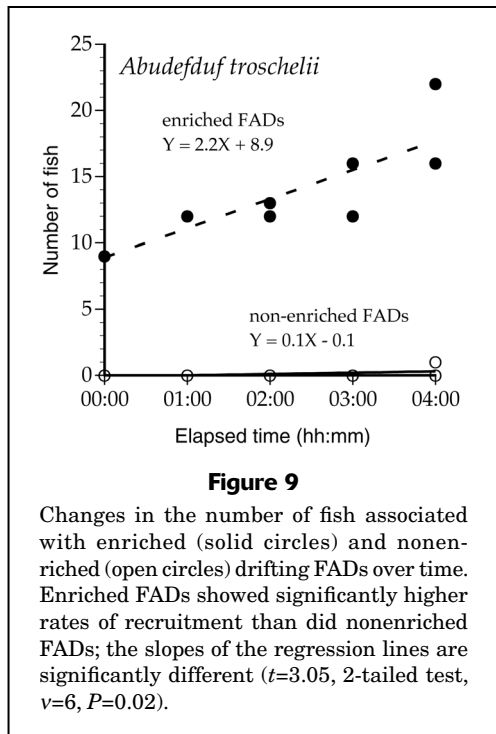 25
Abudefduf troschelii
20
enriched FADs
Y = 2.2X + 8.9
15
Number of fish
10
5
non-enriched FADs
Y = 0.1X - 0.1
0
00:00 01:00 02:00 03:00 04:00
Elapsed time (hh:mm)
Figure 9
Changes in the number of fish associated
with enriched (solid circles) and nonen-
riched (open circles) drifting FADs over time.
Enriched FADs showed significantly higher
rates of recruitment than did nonenriched
FADs; the slopes of the regression lines are
significantly different (t=3.05, 2-tailed test,
ν=6, P=0.02).